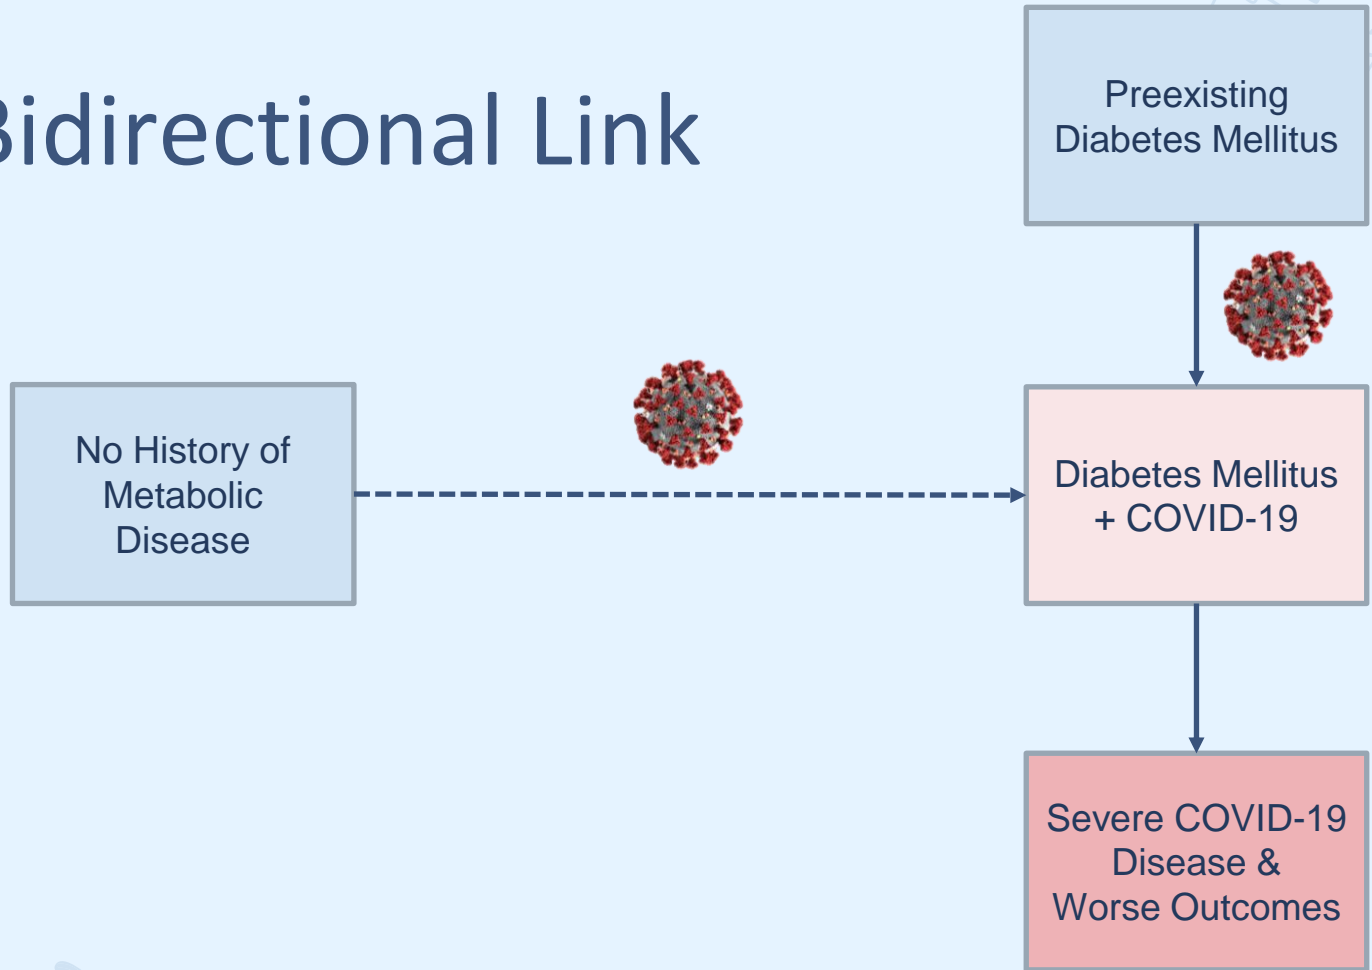 Bidirectional Link
Preexisting
Diabetes Mellitus
No History of
Metabolic
Disease
Diabetes Mellitus
+ COVID-19
Severe COVID-19
Disease &
Worse Outcomes